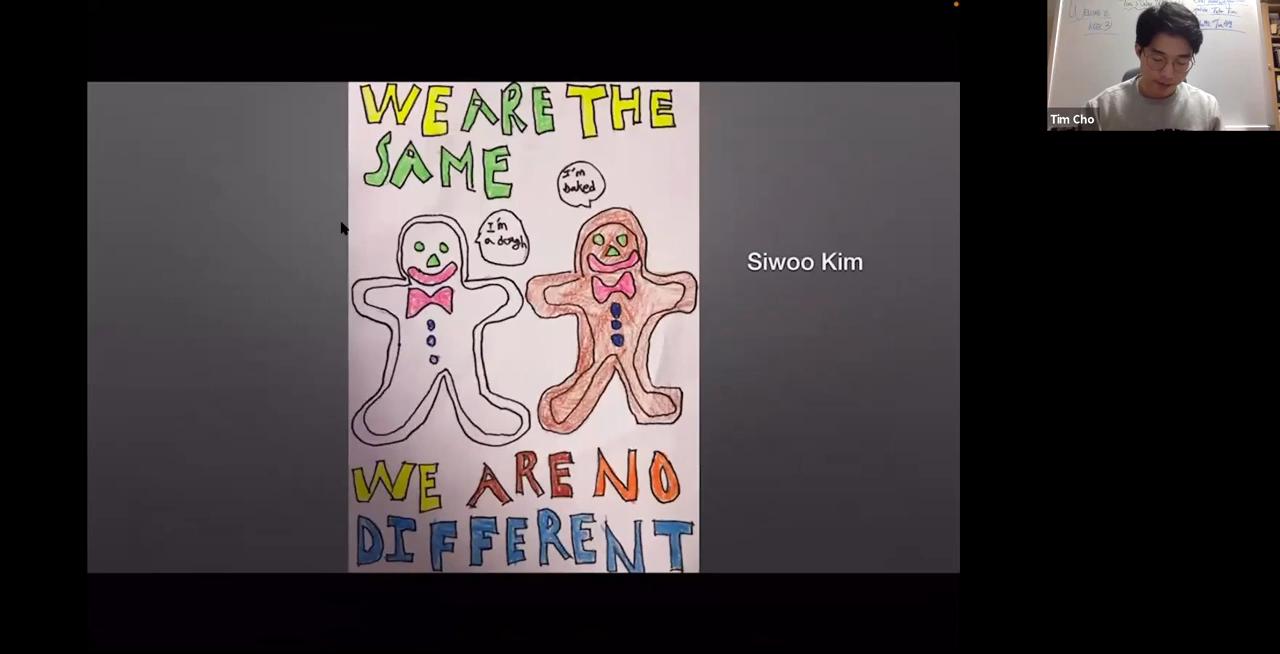 WE ARE THE
SAME
I'm
baked
I'm
a dough
WE ARE NO
DIFFERENT
Siwoo Kim
Tim Cho